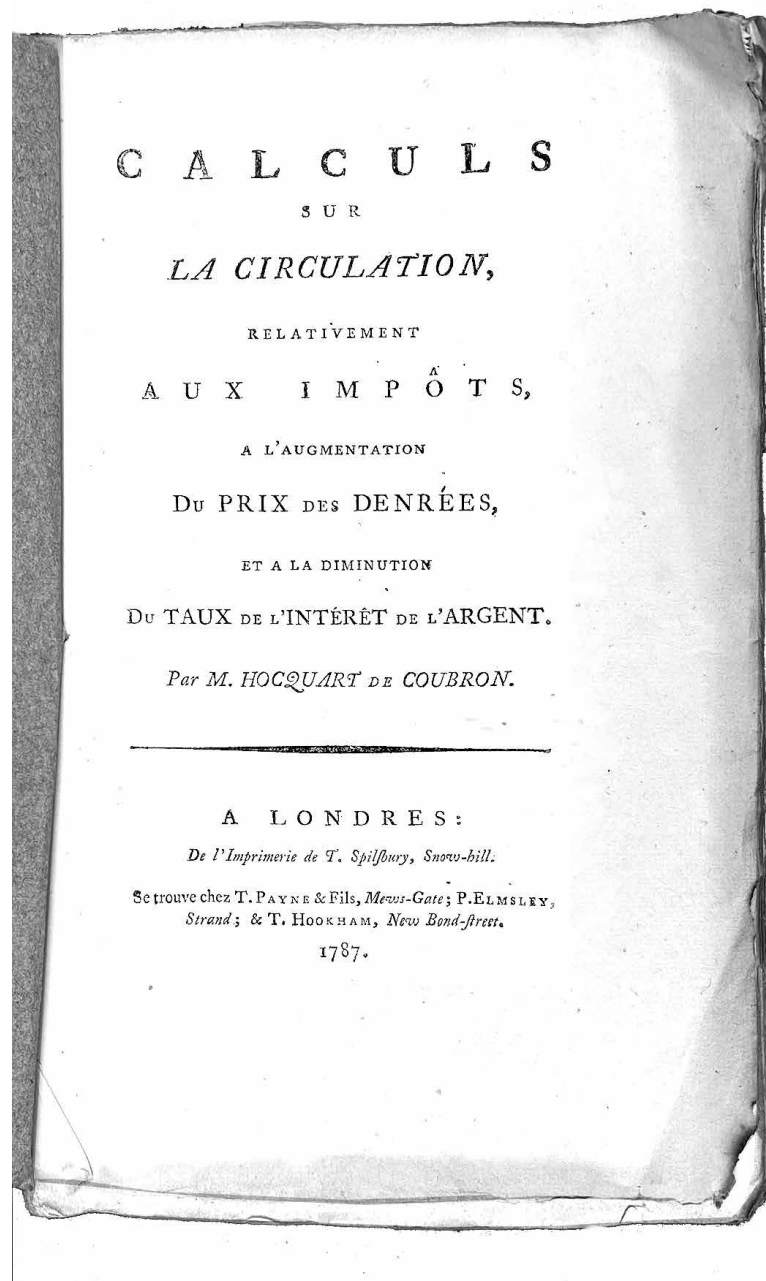 CALCULS
SUR
LA CIRCULATION,
RELATIVEMENT
AUX IMPÔTS,
A L'AUGMENTATION
DU PRIX DES DENRÉES,
ET A LA DIMINUTION
DU TAUX DE L'INTÉRÊT DE L'ARGENT.
Par M. HOCQUART DE COUBRON.
A LONDRES:
De l'Imprimerie de T. Spilſbury, Snow-hill.
Se trouve chez T. PAYNE & Fils, Mews-Gate; P. ELMSLEY,
Strand; & T. HOOKHAM, New Bond-ſtreet.
1787.